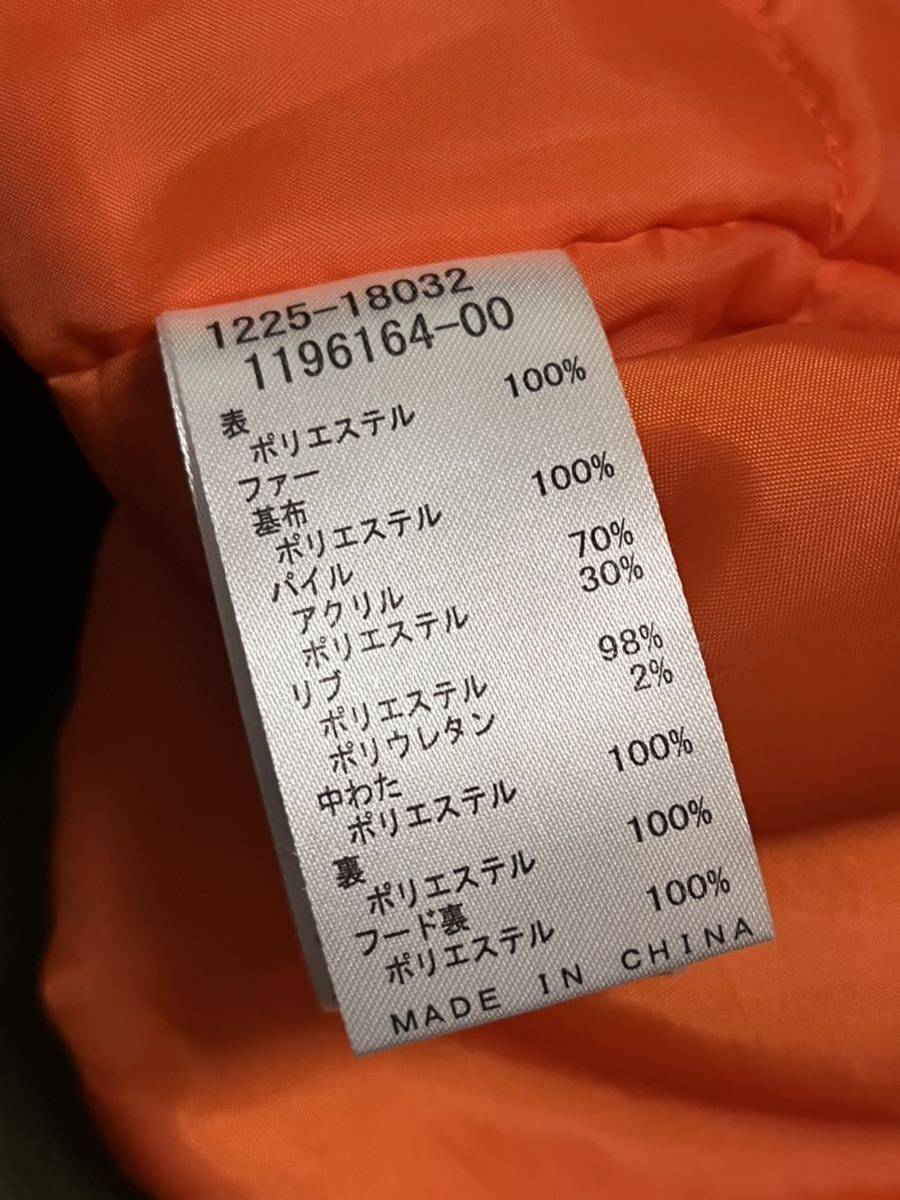 1225-18032
1196164-00
表
ポリエステル 100%
ファー
基布
ポリエステル 100%
パイル
アクリル 70%
ポリエステル 30%
リブ
ポリエステル 98%
ポリウレタン 2%
中わた
ポリエステル 100%
裏
ポリエステル 100%
フード裏
ポリエステル 100%
MADE IN CHINA